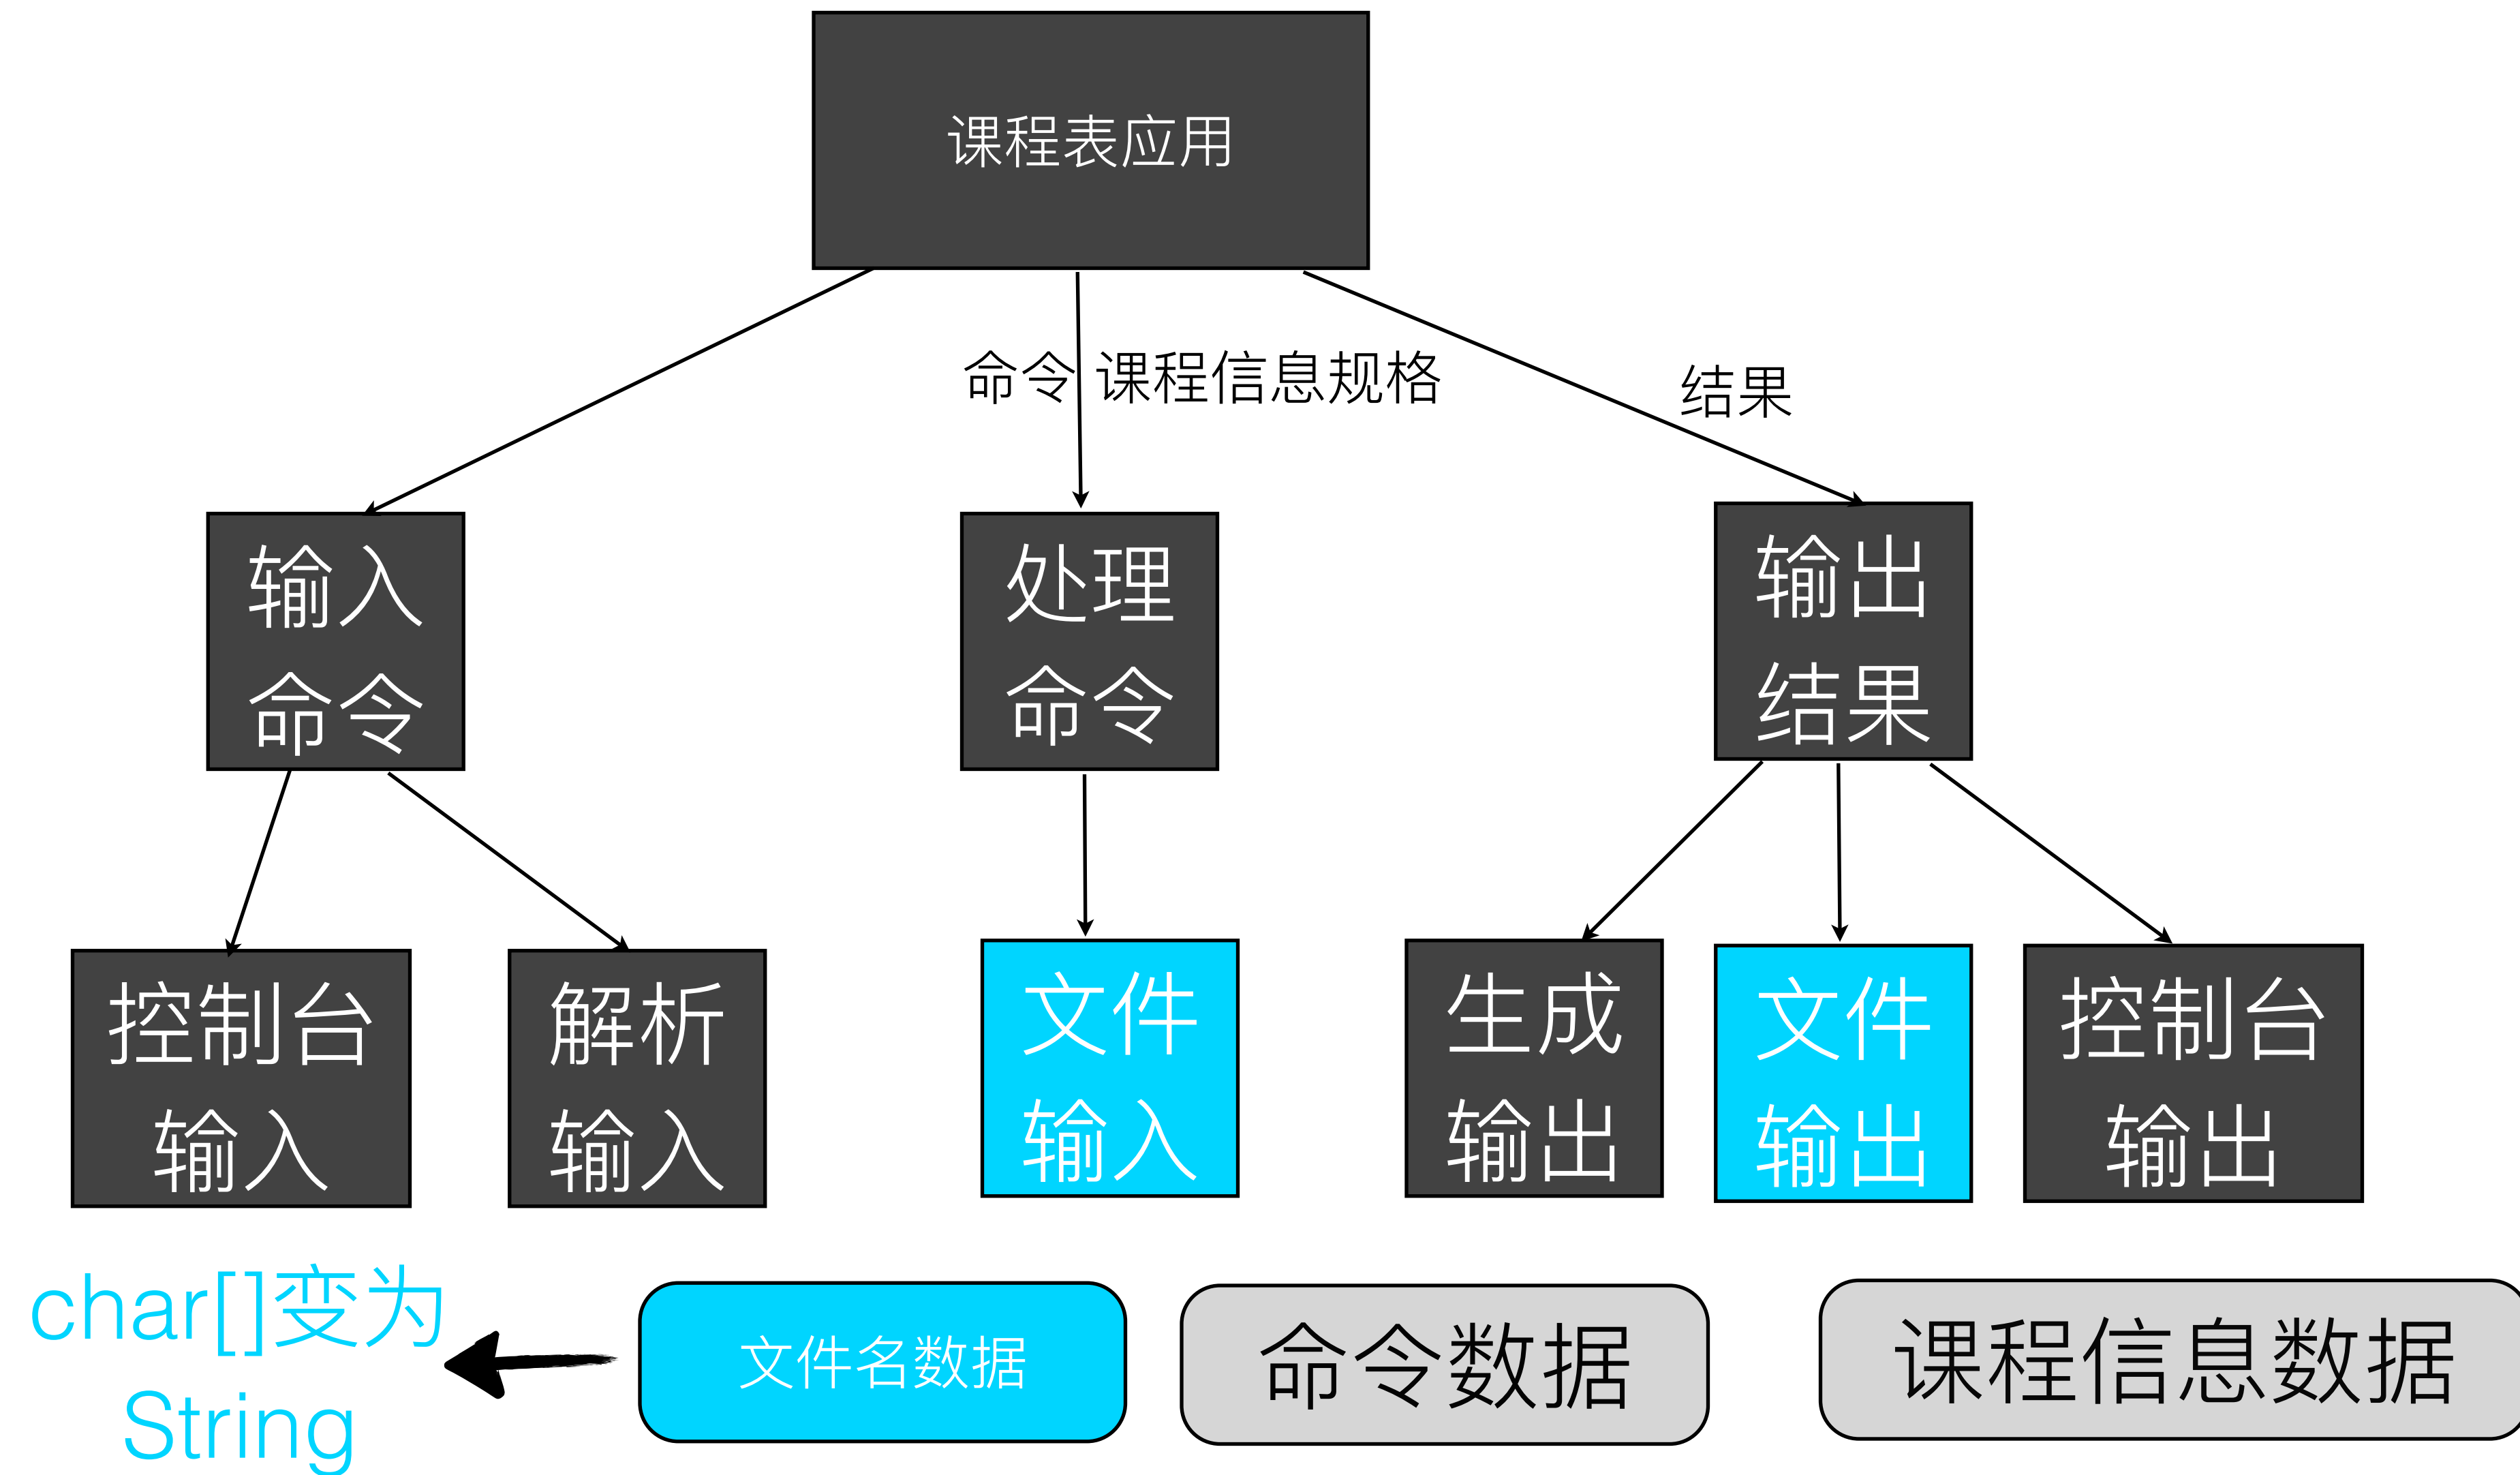 课程表应用
命令 课程信息规格
结果
输入
命令
处理
命令
输出
结果
控制台
输入
解析
输入
文件
输入
生成
输出
文件
输出
控制台
输出
char[]变为
String
文件名数据
命令数据
课程信息数据